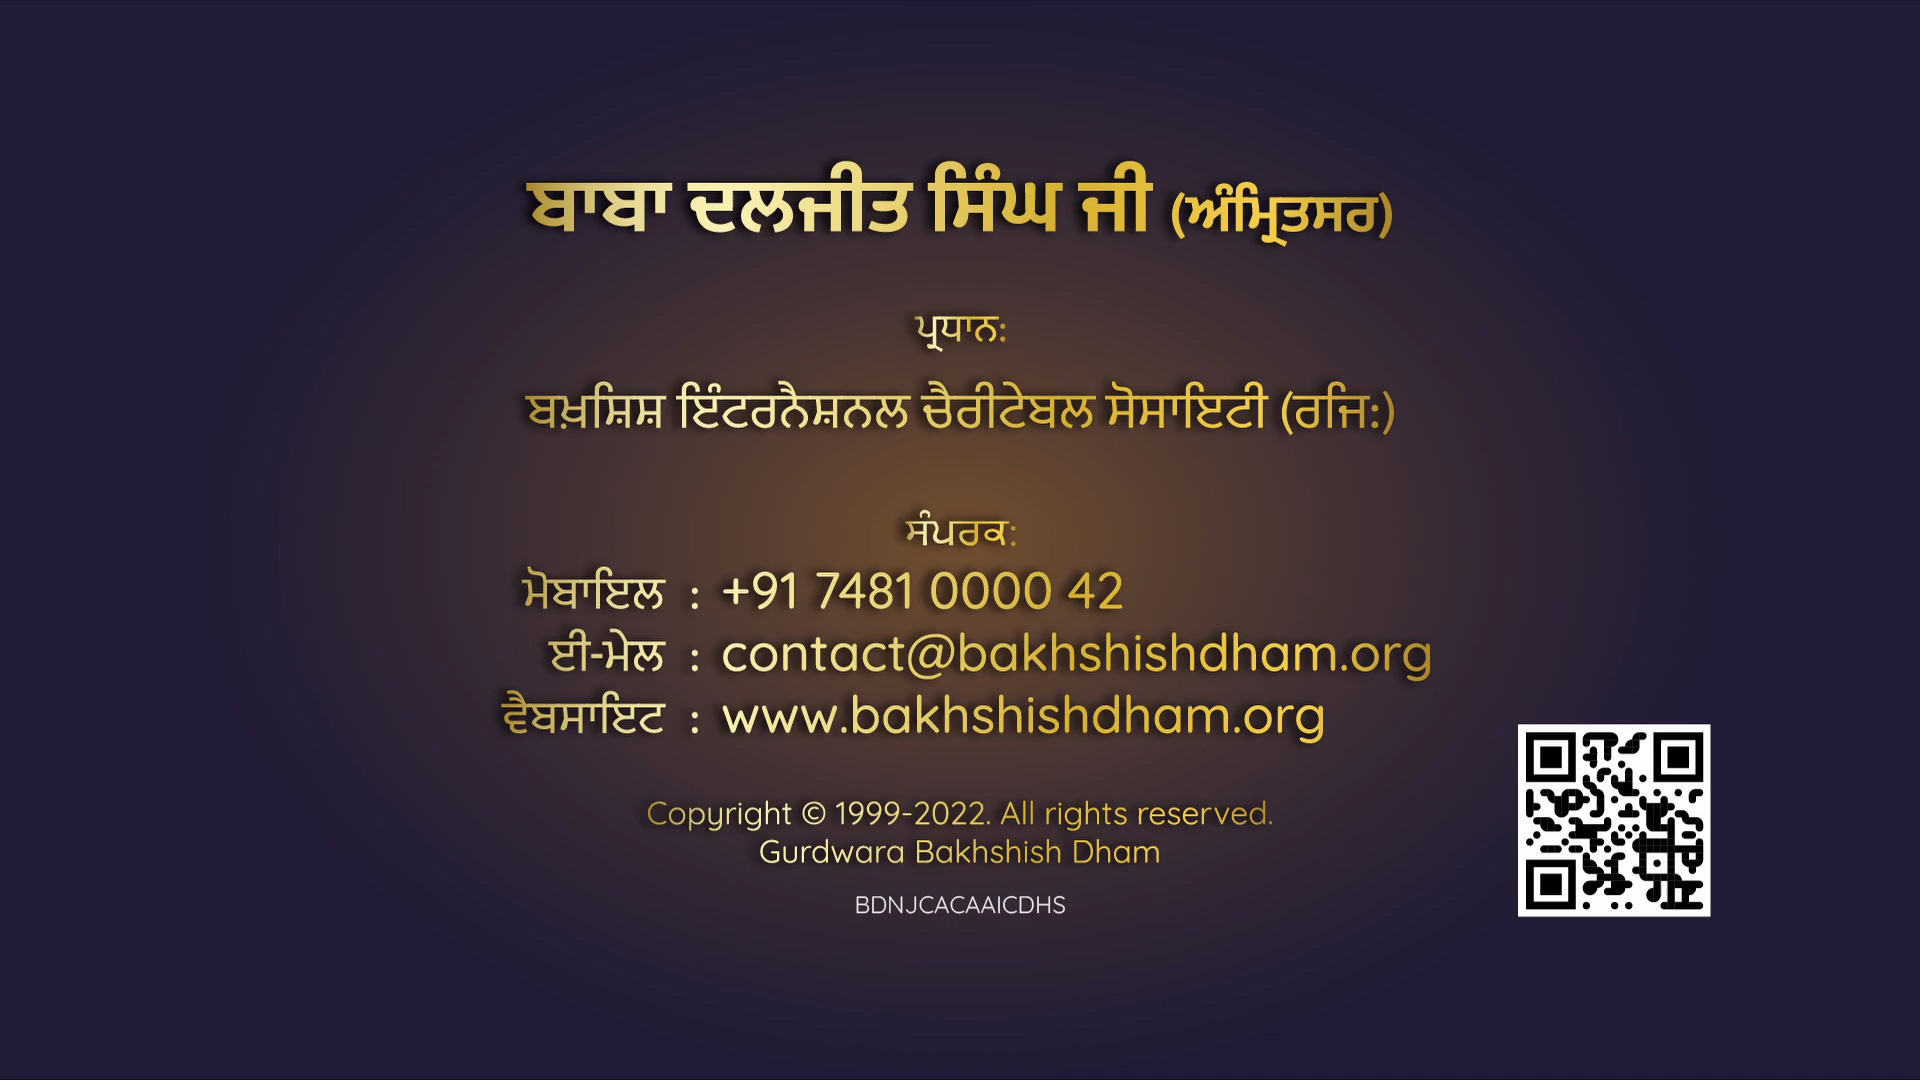 ਬਾਬਾ ਦਲਜੀਤ ਸਿੰਘ ਜੀ (ਅੰਮ੍ਰਿਤਸਰ)
ਪ੍ਰਧਾਨ:
ਬਖ਼ਸ਼ਿਸ਼ ਇੰਟਰਨੈਸ਼ਨਲ ਚੈਰੀਟੇਬਲ ਸੋਸਾਇਟੀ (ਰਜਿ:)
ਸੰਪਰਕ:
ਮੋਬਾਇਲ : +91 7481 0000 42
ਈ-ਮੇਲ : contact@bakhshishdham.org
ਵੈਬਸਾਇਟ : www.bakhshishdham.org
Copyright © 1999-2022. All rights reserved.
Gurdwara Bakhshish Dham
BDNJCACAAICDHS